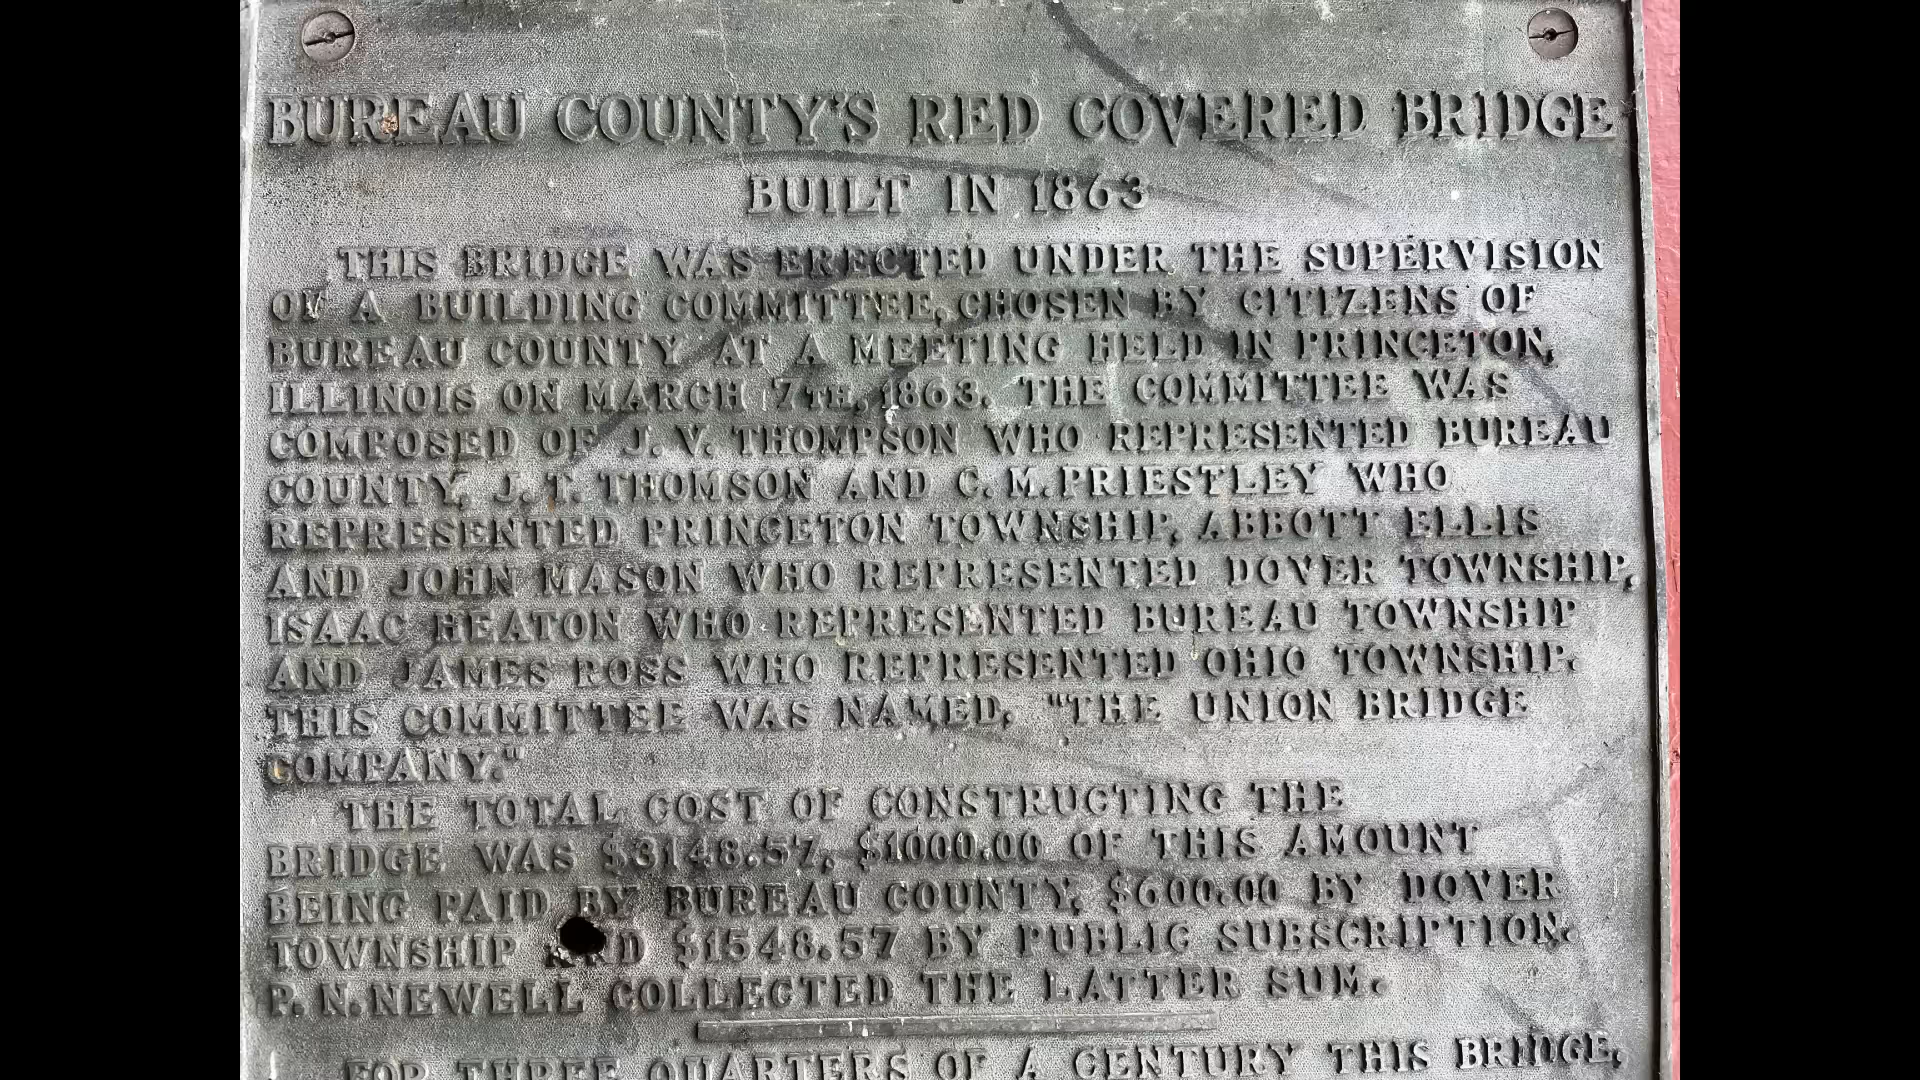 BUREAU COUNTY'S RED COVERED BRIDGE
BUILT IN 1863
THIS BRIDGE WAS ERECTED UNDER THE SUPERVISION
OF A BUILDING COMMITTEE, CHOSEN BY CITIZENS OF
BUREAU COUNTY AT A MEETING HELD IN PRINCETON,
ILLINOIS ON MARCH 7TH, 1863. THE COMMITTEE WAS
COMPOSED OF J. V. THOMPSON WHO REPRESENTED BUREAU
COUNTY, J. T. THOMSON AND C. M. PRIESTLEY WHO
REPRESENTED PRINCETON TOWNSHIP, ABBOTT ELLIS
AND JOHN MASON WHO REPRESENTED DOVER TOWNSHIP,
ISAAC HEATON WHO REPRESENTED BUREAU TOWNSHIP
AND JAMES ROSS WHO REPRESENTED OHIO TOWNSHIP.
THIS COMMITTEE WAS NAMED, "THE UNION BRIDGE
COMPANY."
THE TOTAL COST OF CONSTRUCTING THE
BRIDGE WAS $3148.57, $1000.00 OF THIS AMOUNT
BEING PAID BY BUREAU COUNTY, $600.00 BY DOVER
TOWNSHIP AND $1548.57 BY PUBLIC SUBSCRIPTION.
P. N. NEWELL COLLECTED THE LATTER SUM.
FOR THREE QUARTERS OF A CENTURY THIS BRIDGE,